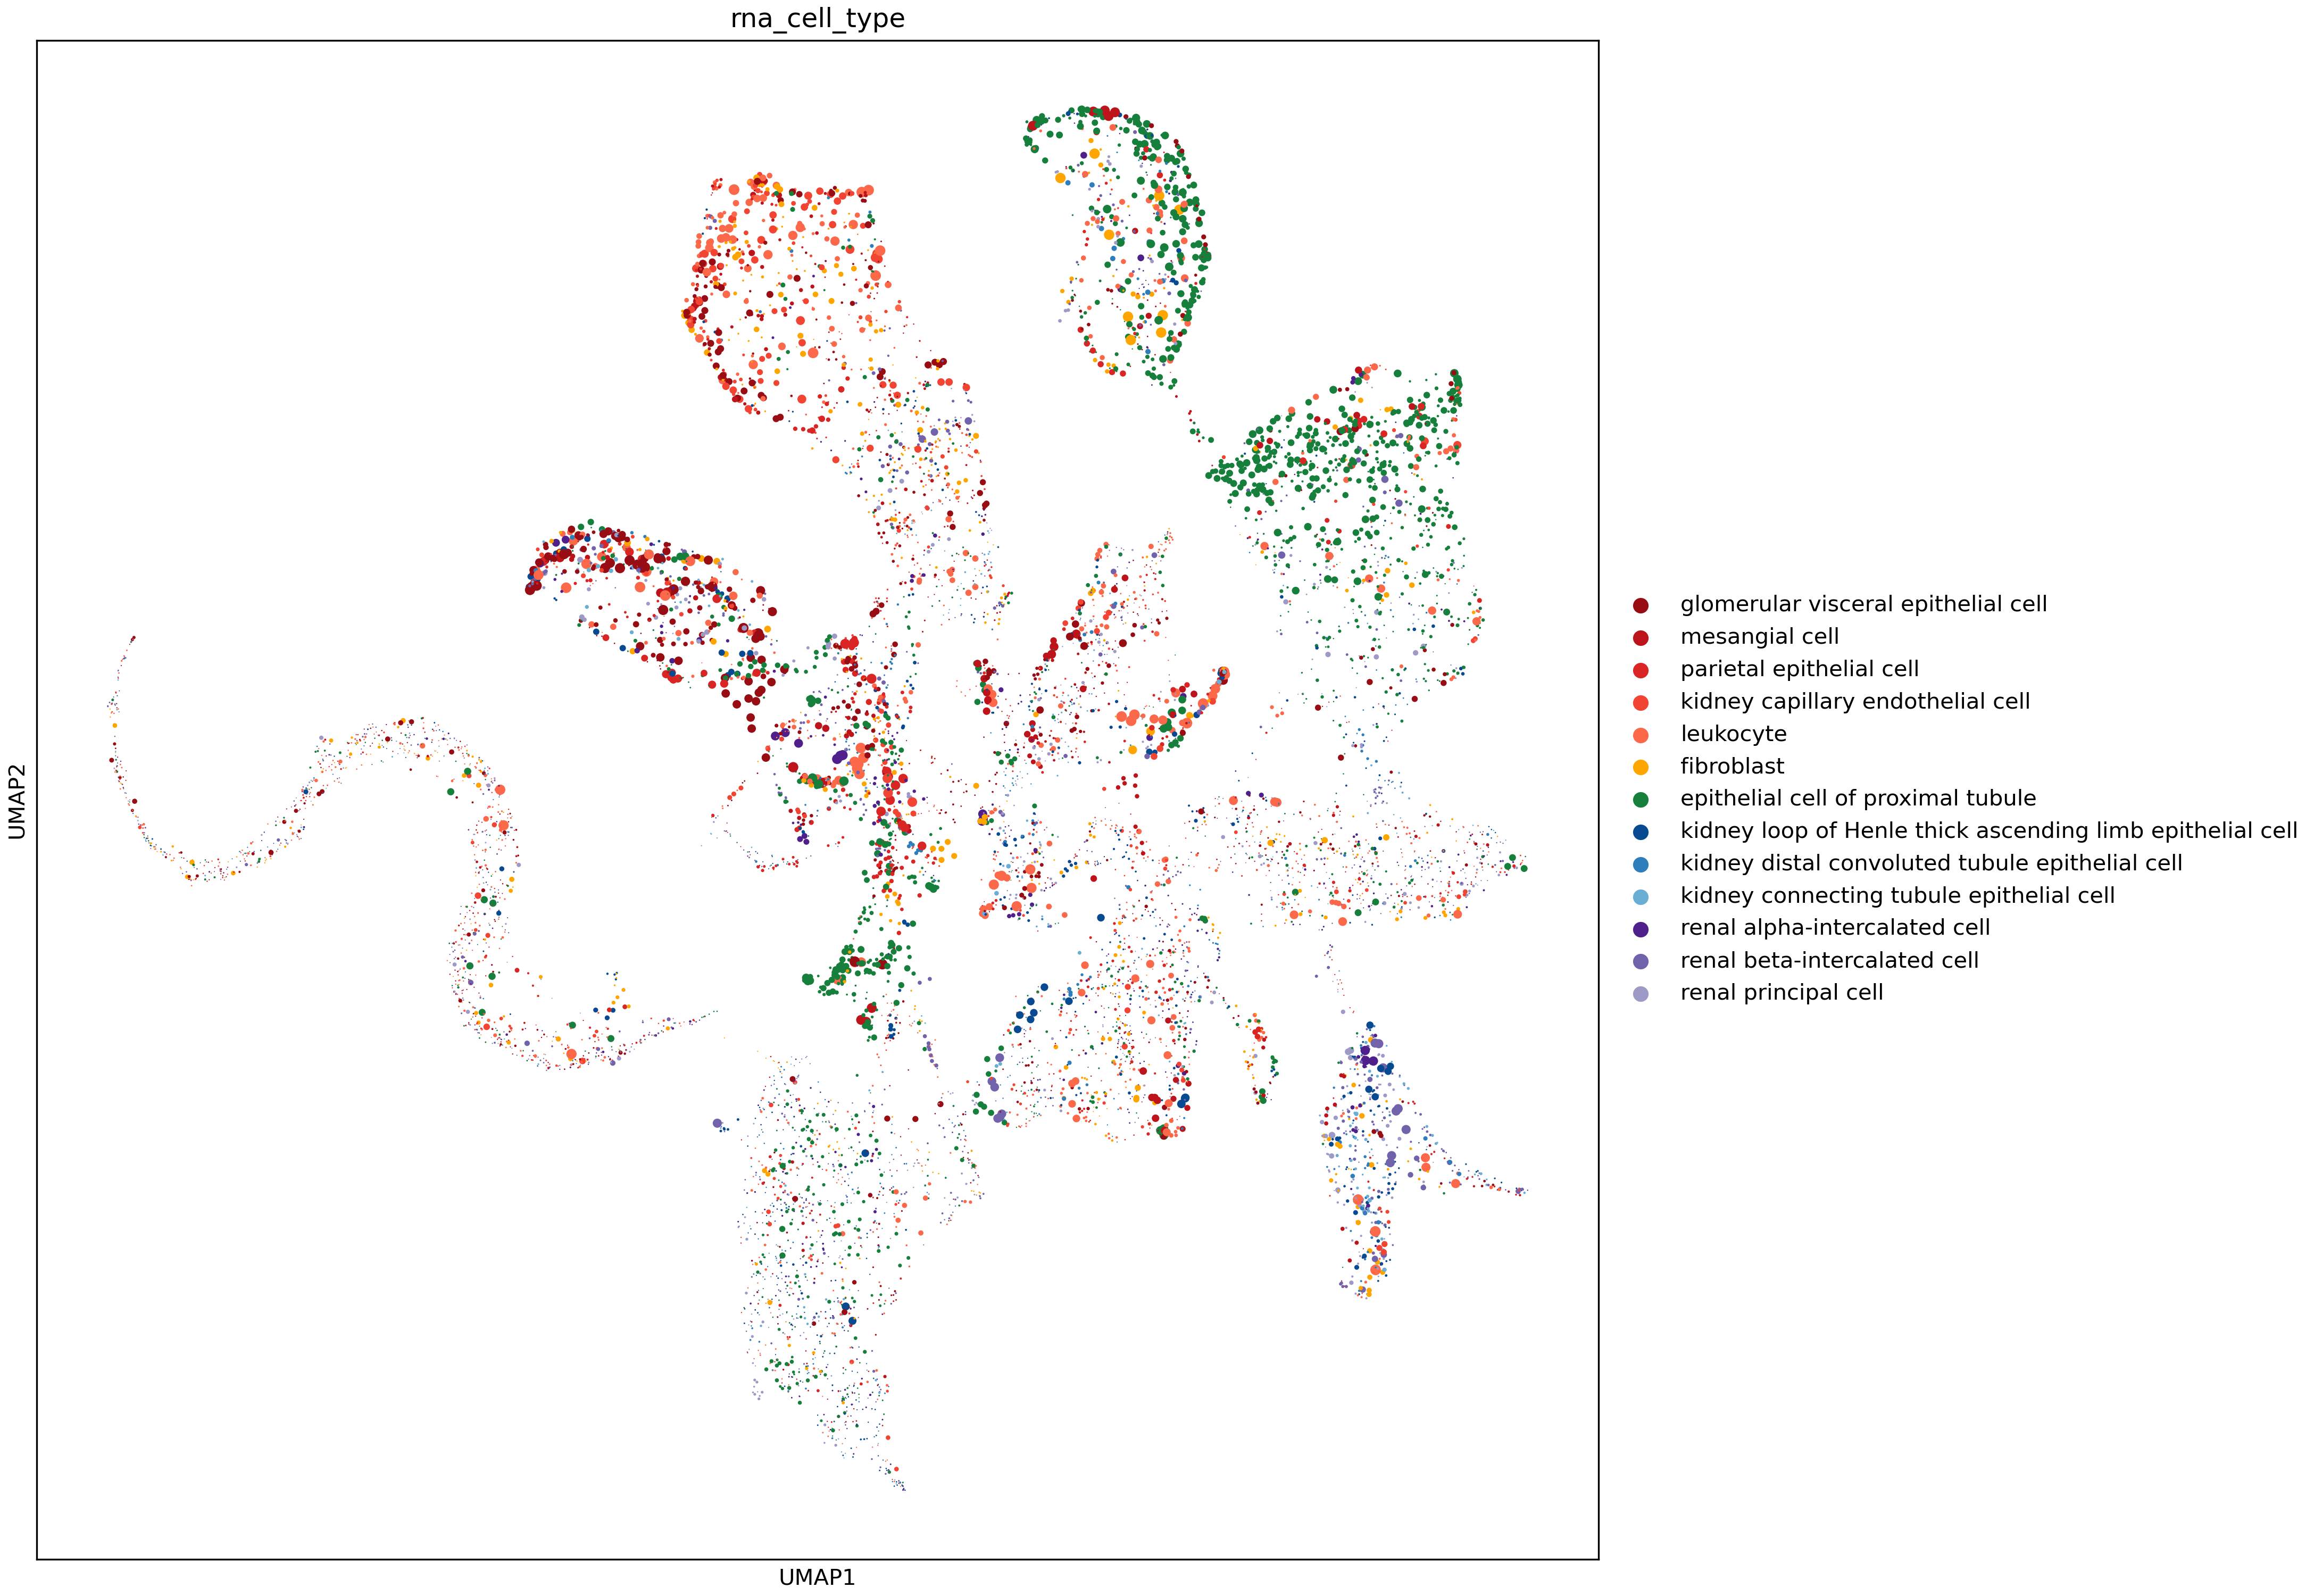 rna_cell_type
UMAP2
UMAP1
glomerular visceral epithelial cell
mesangial cell
parietal epithelial cell
kidney capillary endothelial cell
leukocyte
fibroblast
epithelial cell of proximal tubule
kidney loop of Henle thick ascending limb epithelial cell
kidney distal convoluted tubule epithelial cell
kidney connecting tubule epithelial cell
renal alpha-intercalated cell
renal beta-intercalated cell
renal principal cell